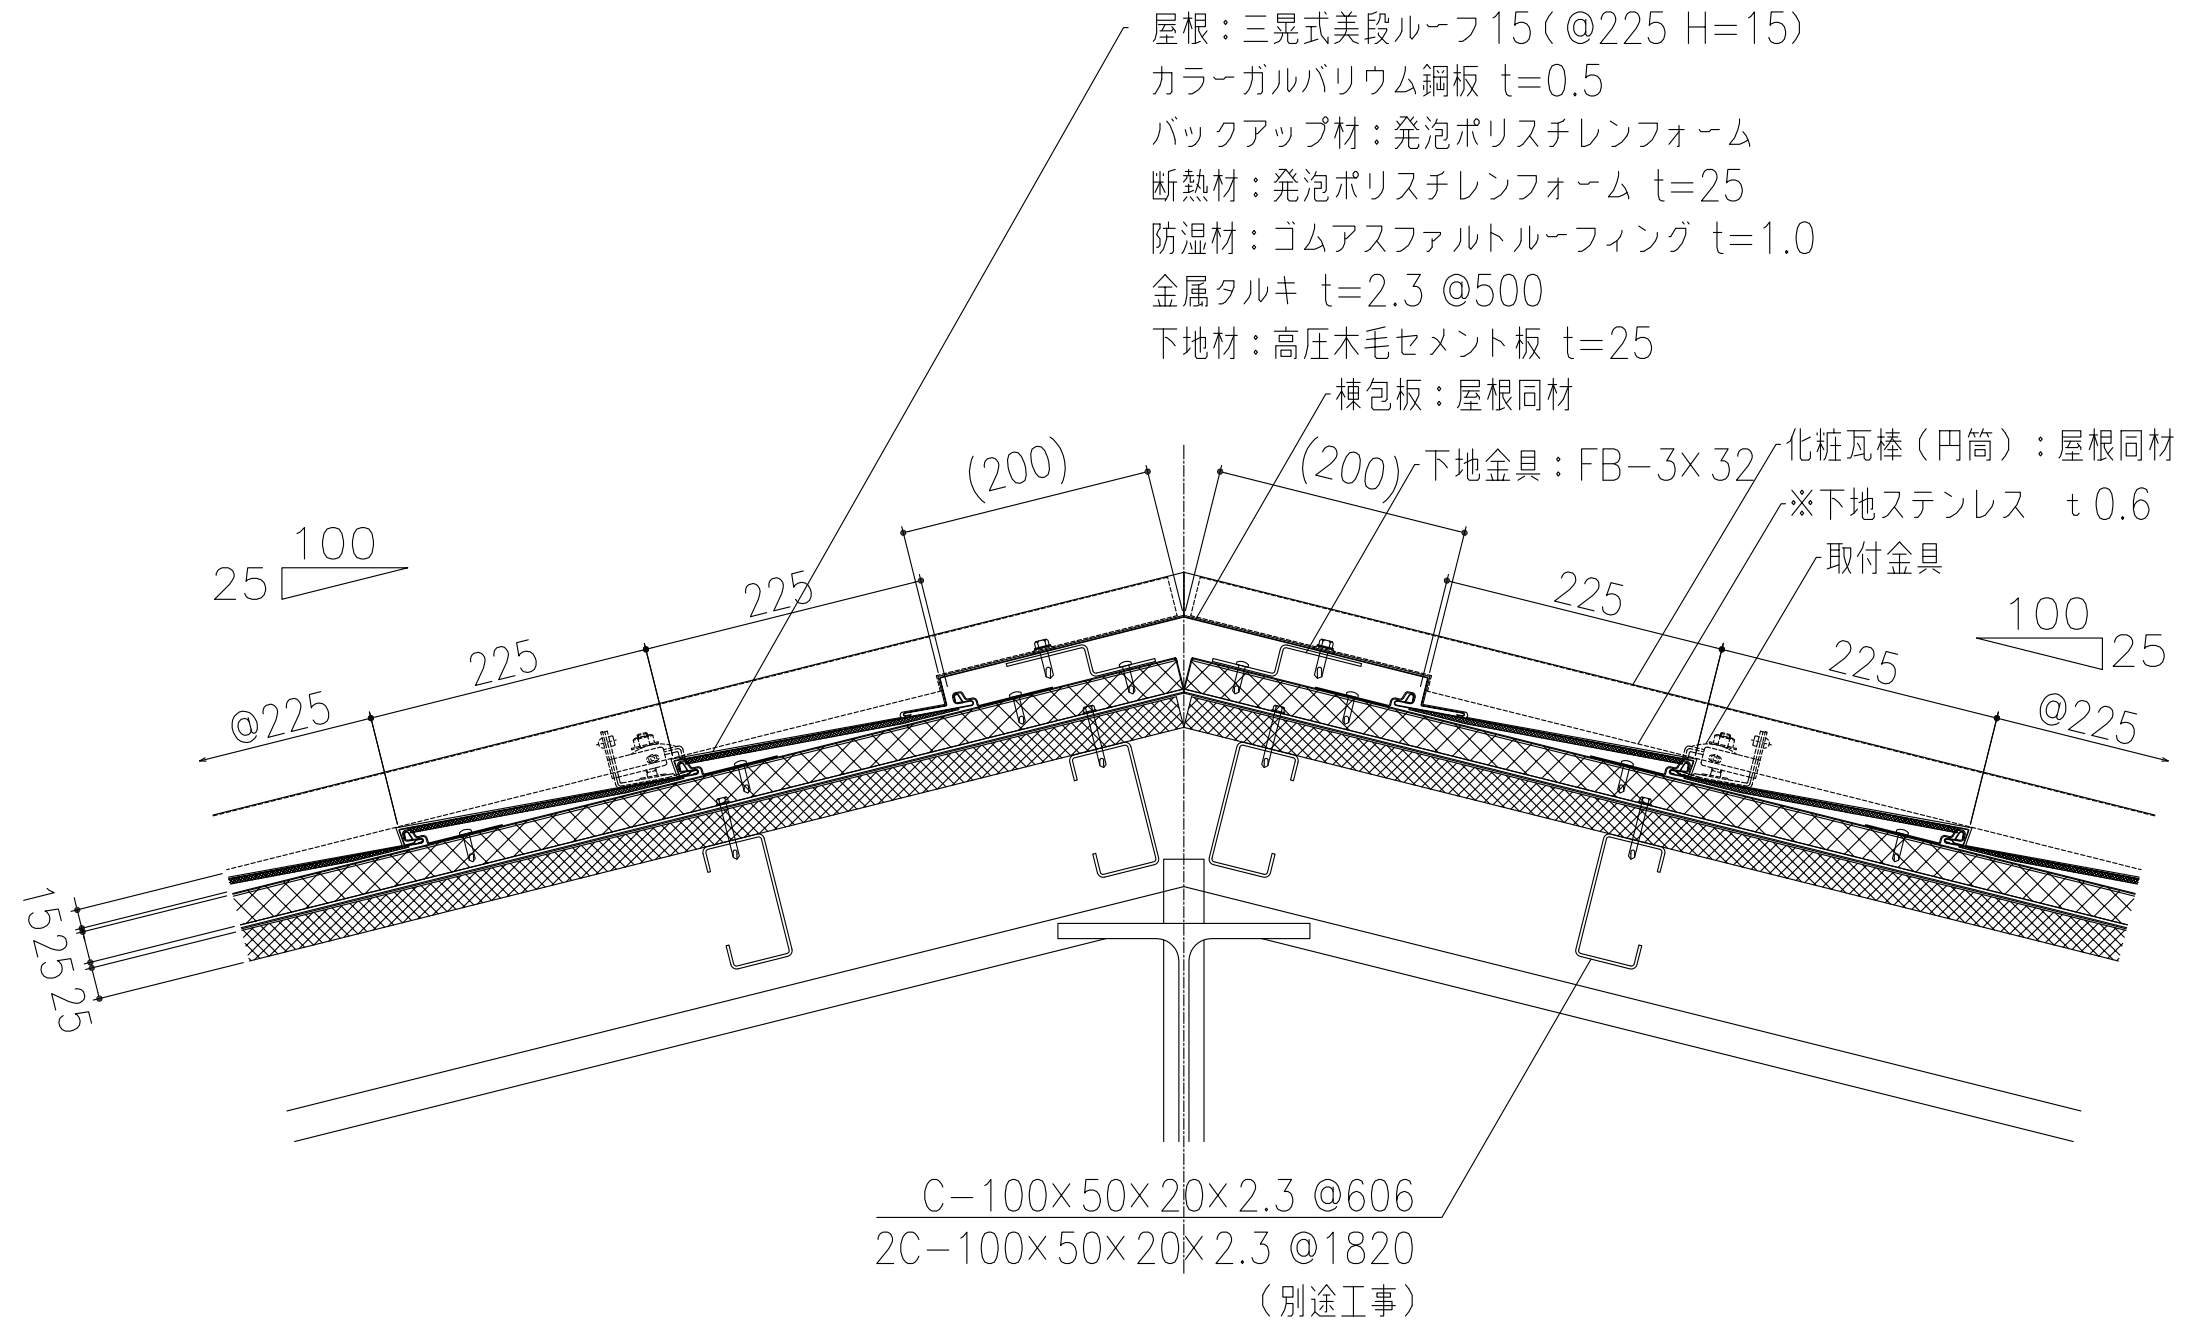 屋根：三晃式美段ルーフ15(@225 H=15)
カラーガルバリウム鋼板 t=0.5
バックアップ材：発泡ポリスチレンフォーム
断熱材：発泡ポリスチレンフォーム t=25
防湿材：ゴムアスファルトルーフィング t=1.0
金属タルキ t=2.3 @500
下地材：高圧木毛セメント板 t=25
棟包板：屋根同材
化粧瓦棒（円筒）：屋根同材
(200)
(200)
下地金具：FB-3×32
※下地ステンレス t0.6
100
25
取付金具
225
225
100
25
225
225
@225
@225
15
25
25
C-100×50×20×2.3 @606
2C-100×50×20×2.3 @1820
（別途工事）